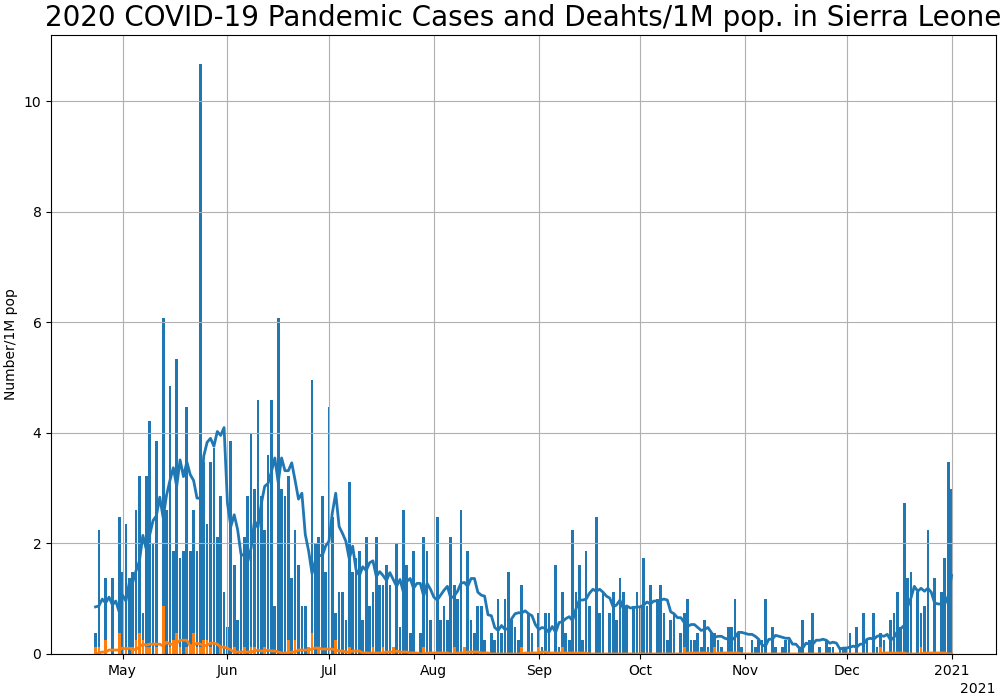 2020 COVID-19 Pandemic Cases and Deahts/1M pop. in Sierra Leone
10
8
6
4
2
0
Number/1M pop
May Jun Jul Aug Sep Oct Nov Dec 2021
2021